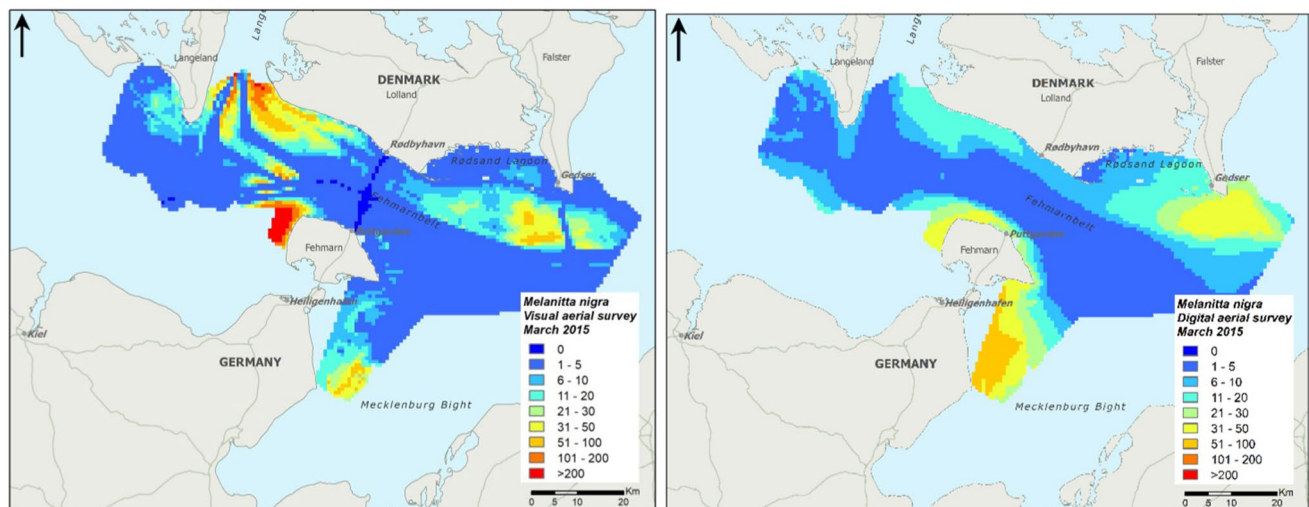 Lange
Langeland
Falster
DENMARK
Lolland
Rødbyhavn
Rødsand Lagoon
Gedser
Fehmarnbelt
Puttgarden
Fehmarn
Heiligenhafen
Kiel
GERMANY
Mecklenburg Bight
Melanitta nigra
Visual aerial survey
March 2015
0
1 - 5
6 - 10
11 - 20
21 - 30
31 - 50
51 - 100
101 - 200
>200
Km
0 5 10 20
Lange
Langeland
Falster
DENMARK
Lolland
Rødbyhavn
Rødsand Lagoon
Gedser
Fehmarnbelt
Puttgarden
Fehmarn
Heiligenhafen
Kiel
GERMANY
Mecklenburg Bight
Melanitta nigra
Digital aerial survey
March 2015
0
1 - 5
6 - 10
11 - 20
21 - 30
31 - 50
51 - 100
101 - 200
>200
Km
0 5 10 20